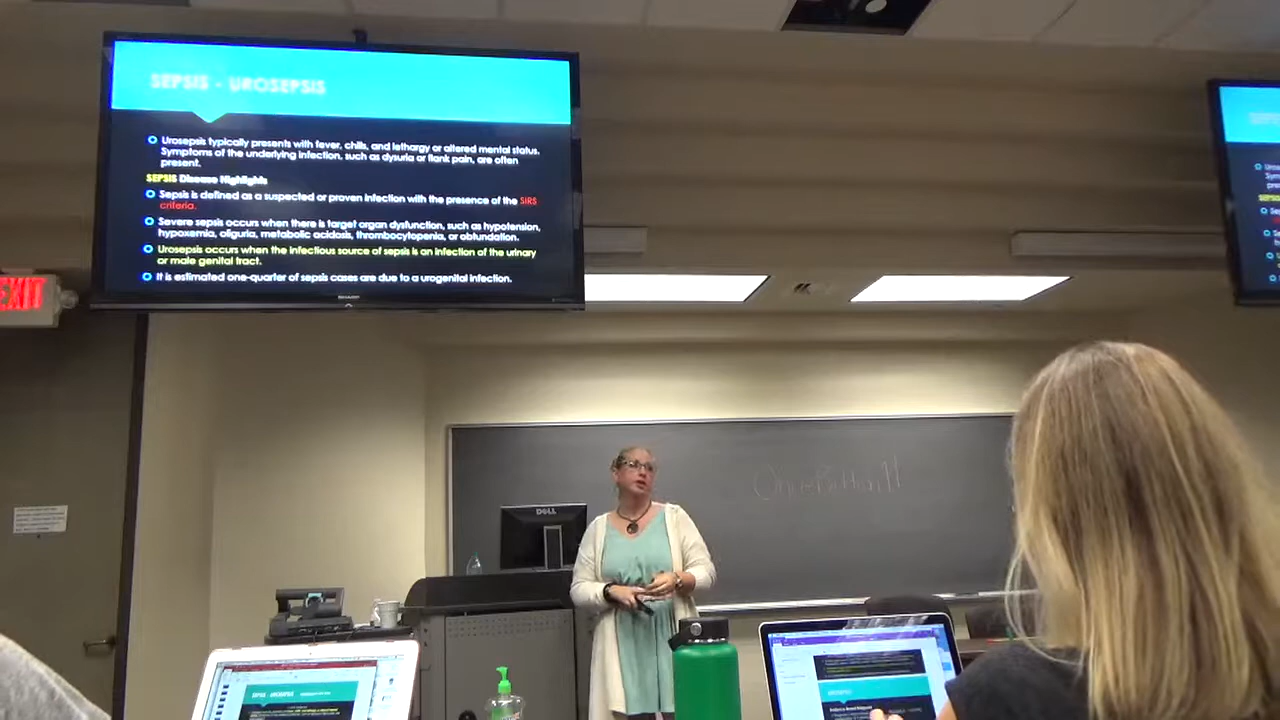 SEPSIS - UROSEPSIS
Urosepsis typically presents with fever, chills, and lethargy or altered mental status.
Symptoms of the underlying infection, such as dysuria or flank pain, are often
present.
SEPSIS Disease Highlights
Sepsis is defined as a suspected or proven infection with the presence of the SIRS
criteria.
Severe sepsis occurs when there is target organ dysfunction, such as hypotension,
hypoxemia, oliguria, metabolic acidosis, thrombocytopenia, or obtundation.
Urosepsis occurs when the infectious source of sepsis is an infection of the urinary
or male genital tract.
It is estimated one-quarter of sepsis cases are due to a urogenital infection.
SHARP
EXIT
DELL